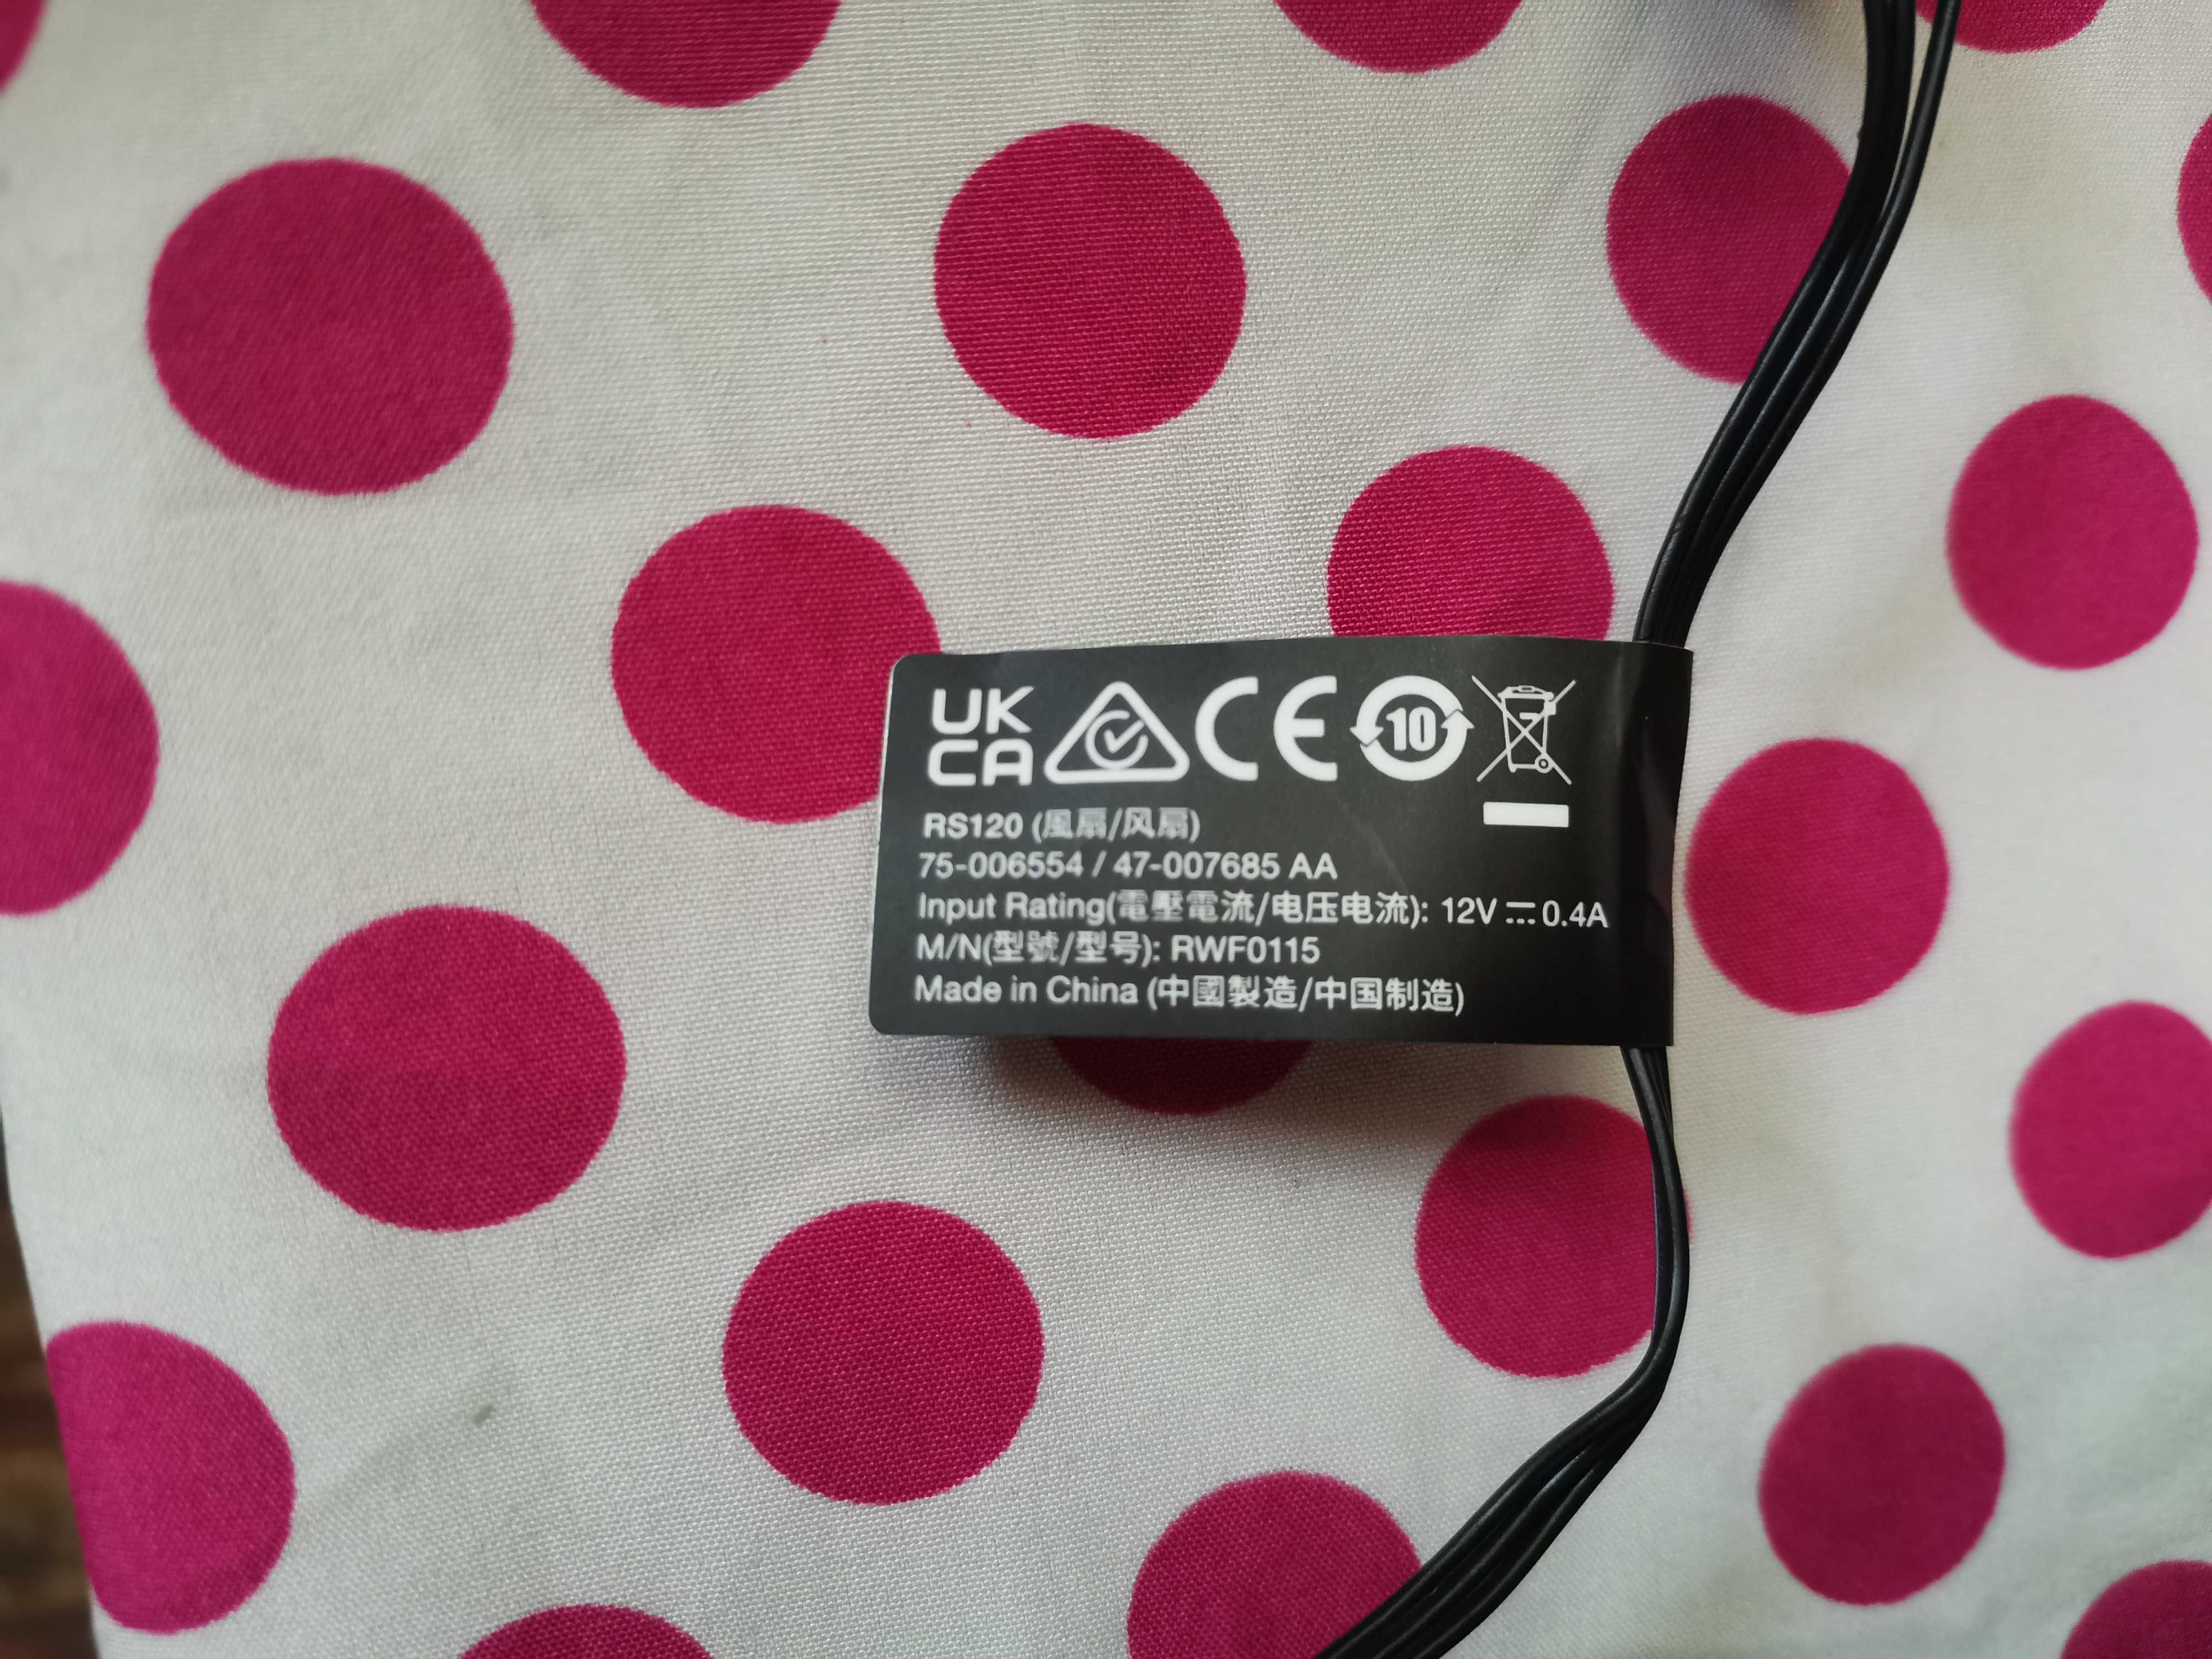 UK
CA
CE
10
RS120 (風扇/风扇)
75-006554 / 47-007685 AA
Input Rating(電壓電流/电压电流): 12V ⎓ 0.4A
M/N(型號/型号): RWF0115
Made in China (中國製造/中国制造)